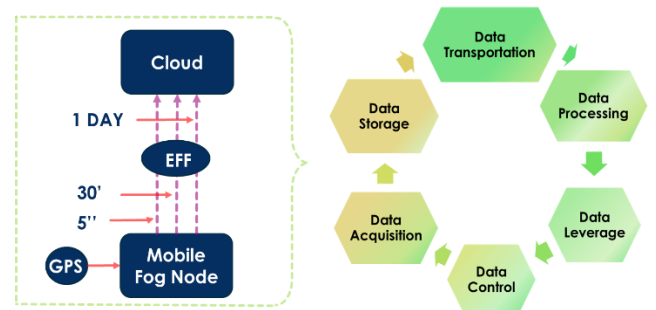 Cloud
1 DAY
EFF
30'
5''
GPS
Mobile
Fog Node
Data
Transportation
Data
Processing
Data
Leverage
Data
Control
Data
Acquisition
Data
Storage